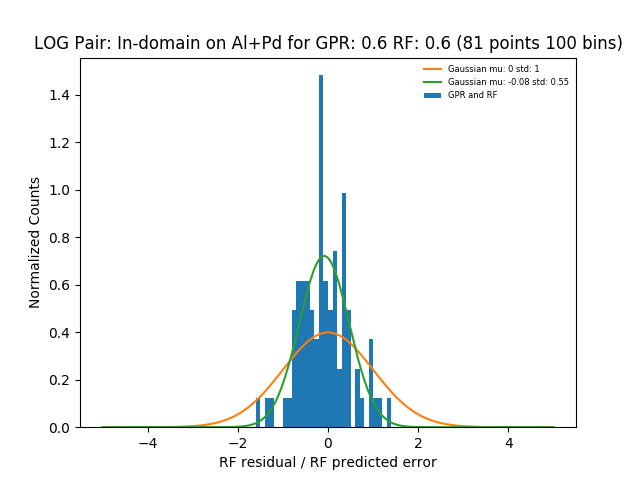 LOG Pair: In-domain on Al+Pd for GPR: 0.6 RF: 0.6 (81 points 100 bins)
Gaussian mu: 0 std: 1
Gaussian mu: -0.08 std: 0.55
GPR and RF
Normalized Counts
1.4
1.2
1.0
0.8
0.6
0.4
0.2
0.0
−4 −2 0 2 4
RF residual / RF predicted error